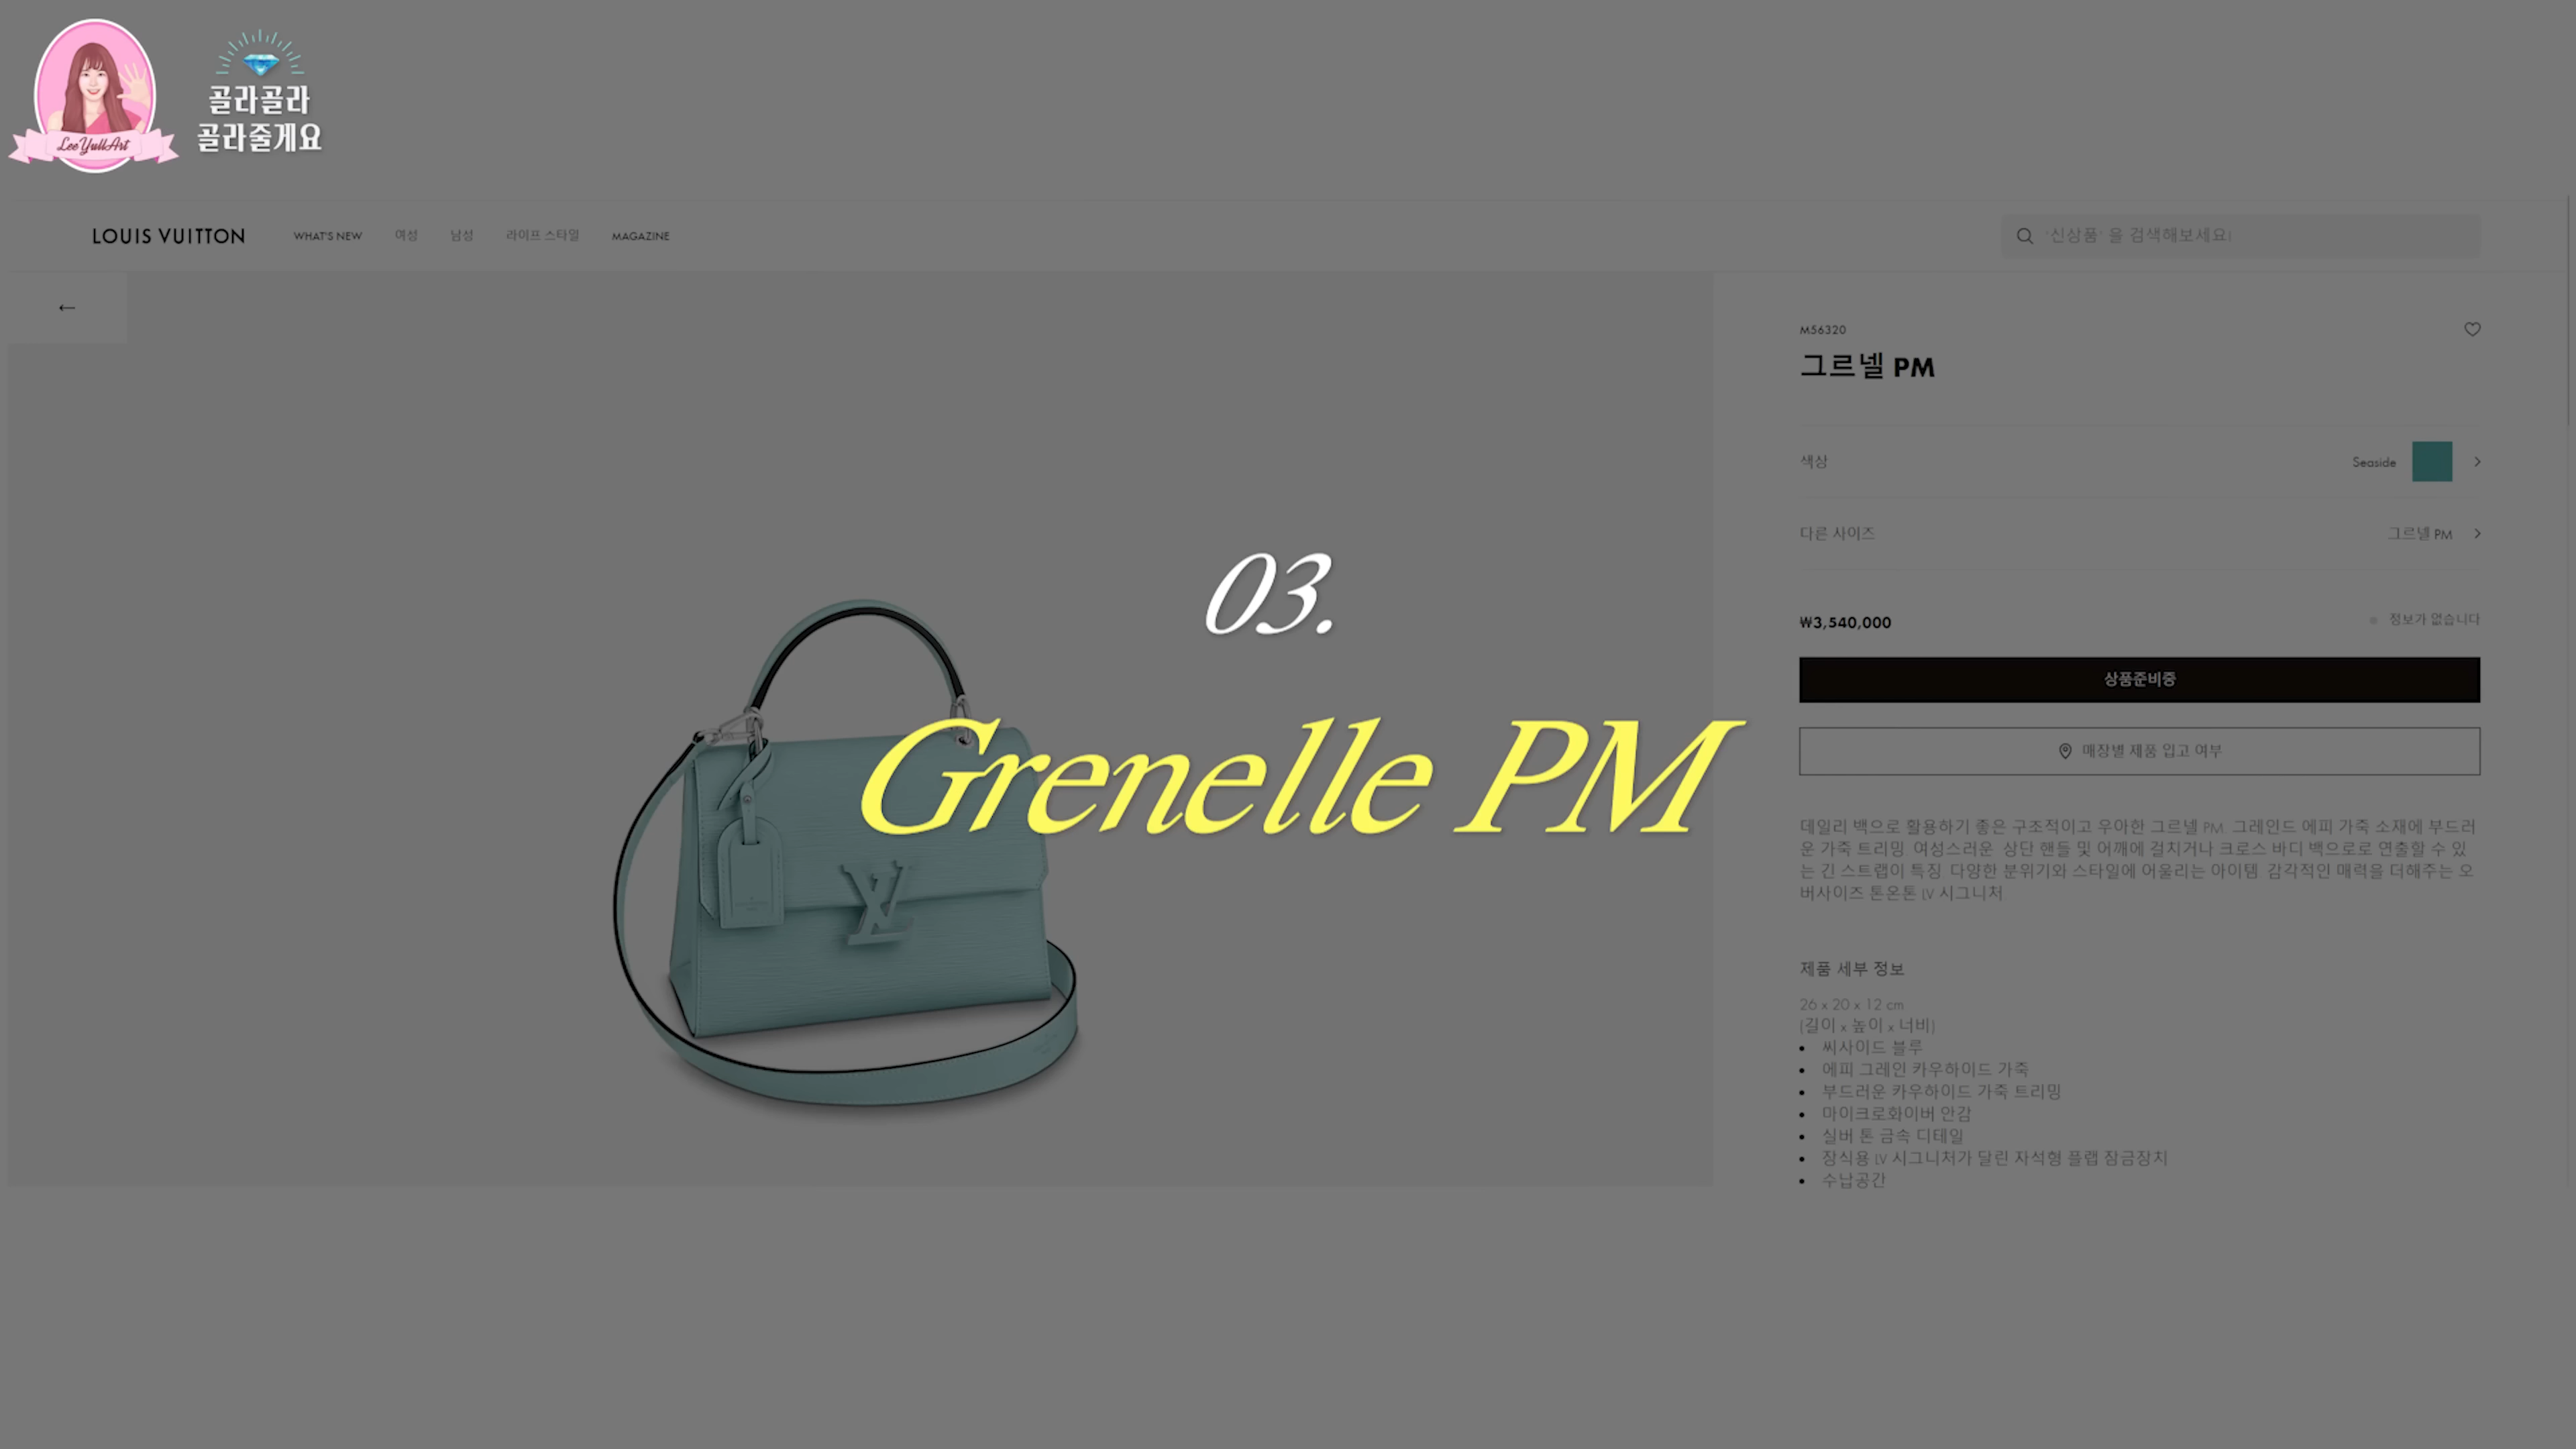 골라골라
골라줄게요
LeeYullArt
LOUIS VUITTON
WHAT'S NEW
여성
남성
라이프 스타일
MAGAZINE
'신상품' 을 검색해보세요!
←
M56320
그르넬 PM
색상
Seaside
다른 사이즈
그르넬 PM
03.
₩3,540,000
정보가 없습니다
상품준비중
Grenelle PM
매장별 제품 입고 여부
데일리 백으로 활용하기 좋은 구조적이고 우아한 그르넬 PM. 그레인드 에피 가죽 소재에 부드러
운 가죽 트리밍. 여성스러운 상단 핸들 및 어깨에 걸치거나 크로스 바디 백으로로 연출할 수 있
는 긴 스트랩이 특징. 다양한 분위기와 스타일에 어울리는 아이템. 감각적인 매력을 더해주는 오
버사이즈 톤온톤 LV 시그니처
LV
제품 세부 정보
26 x 20 x 12 cm
(길이 x 높이 x 너비)
• 씨사이드 블루
• 에피 그레인 카우하이드 가죽
• 부드러운 카우하이드 가죽 트리밍
• 마이크로화이버 안감
• 실버 톤 금속 디테일
• 장식용 LV 시그니처가 달린 자석형 플랩 잠금장치
• 수납공간